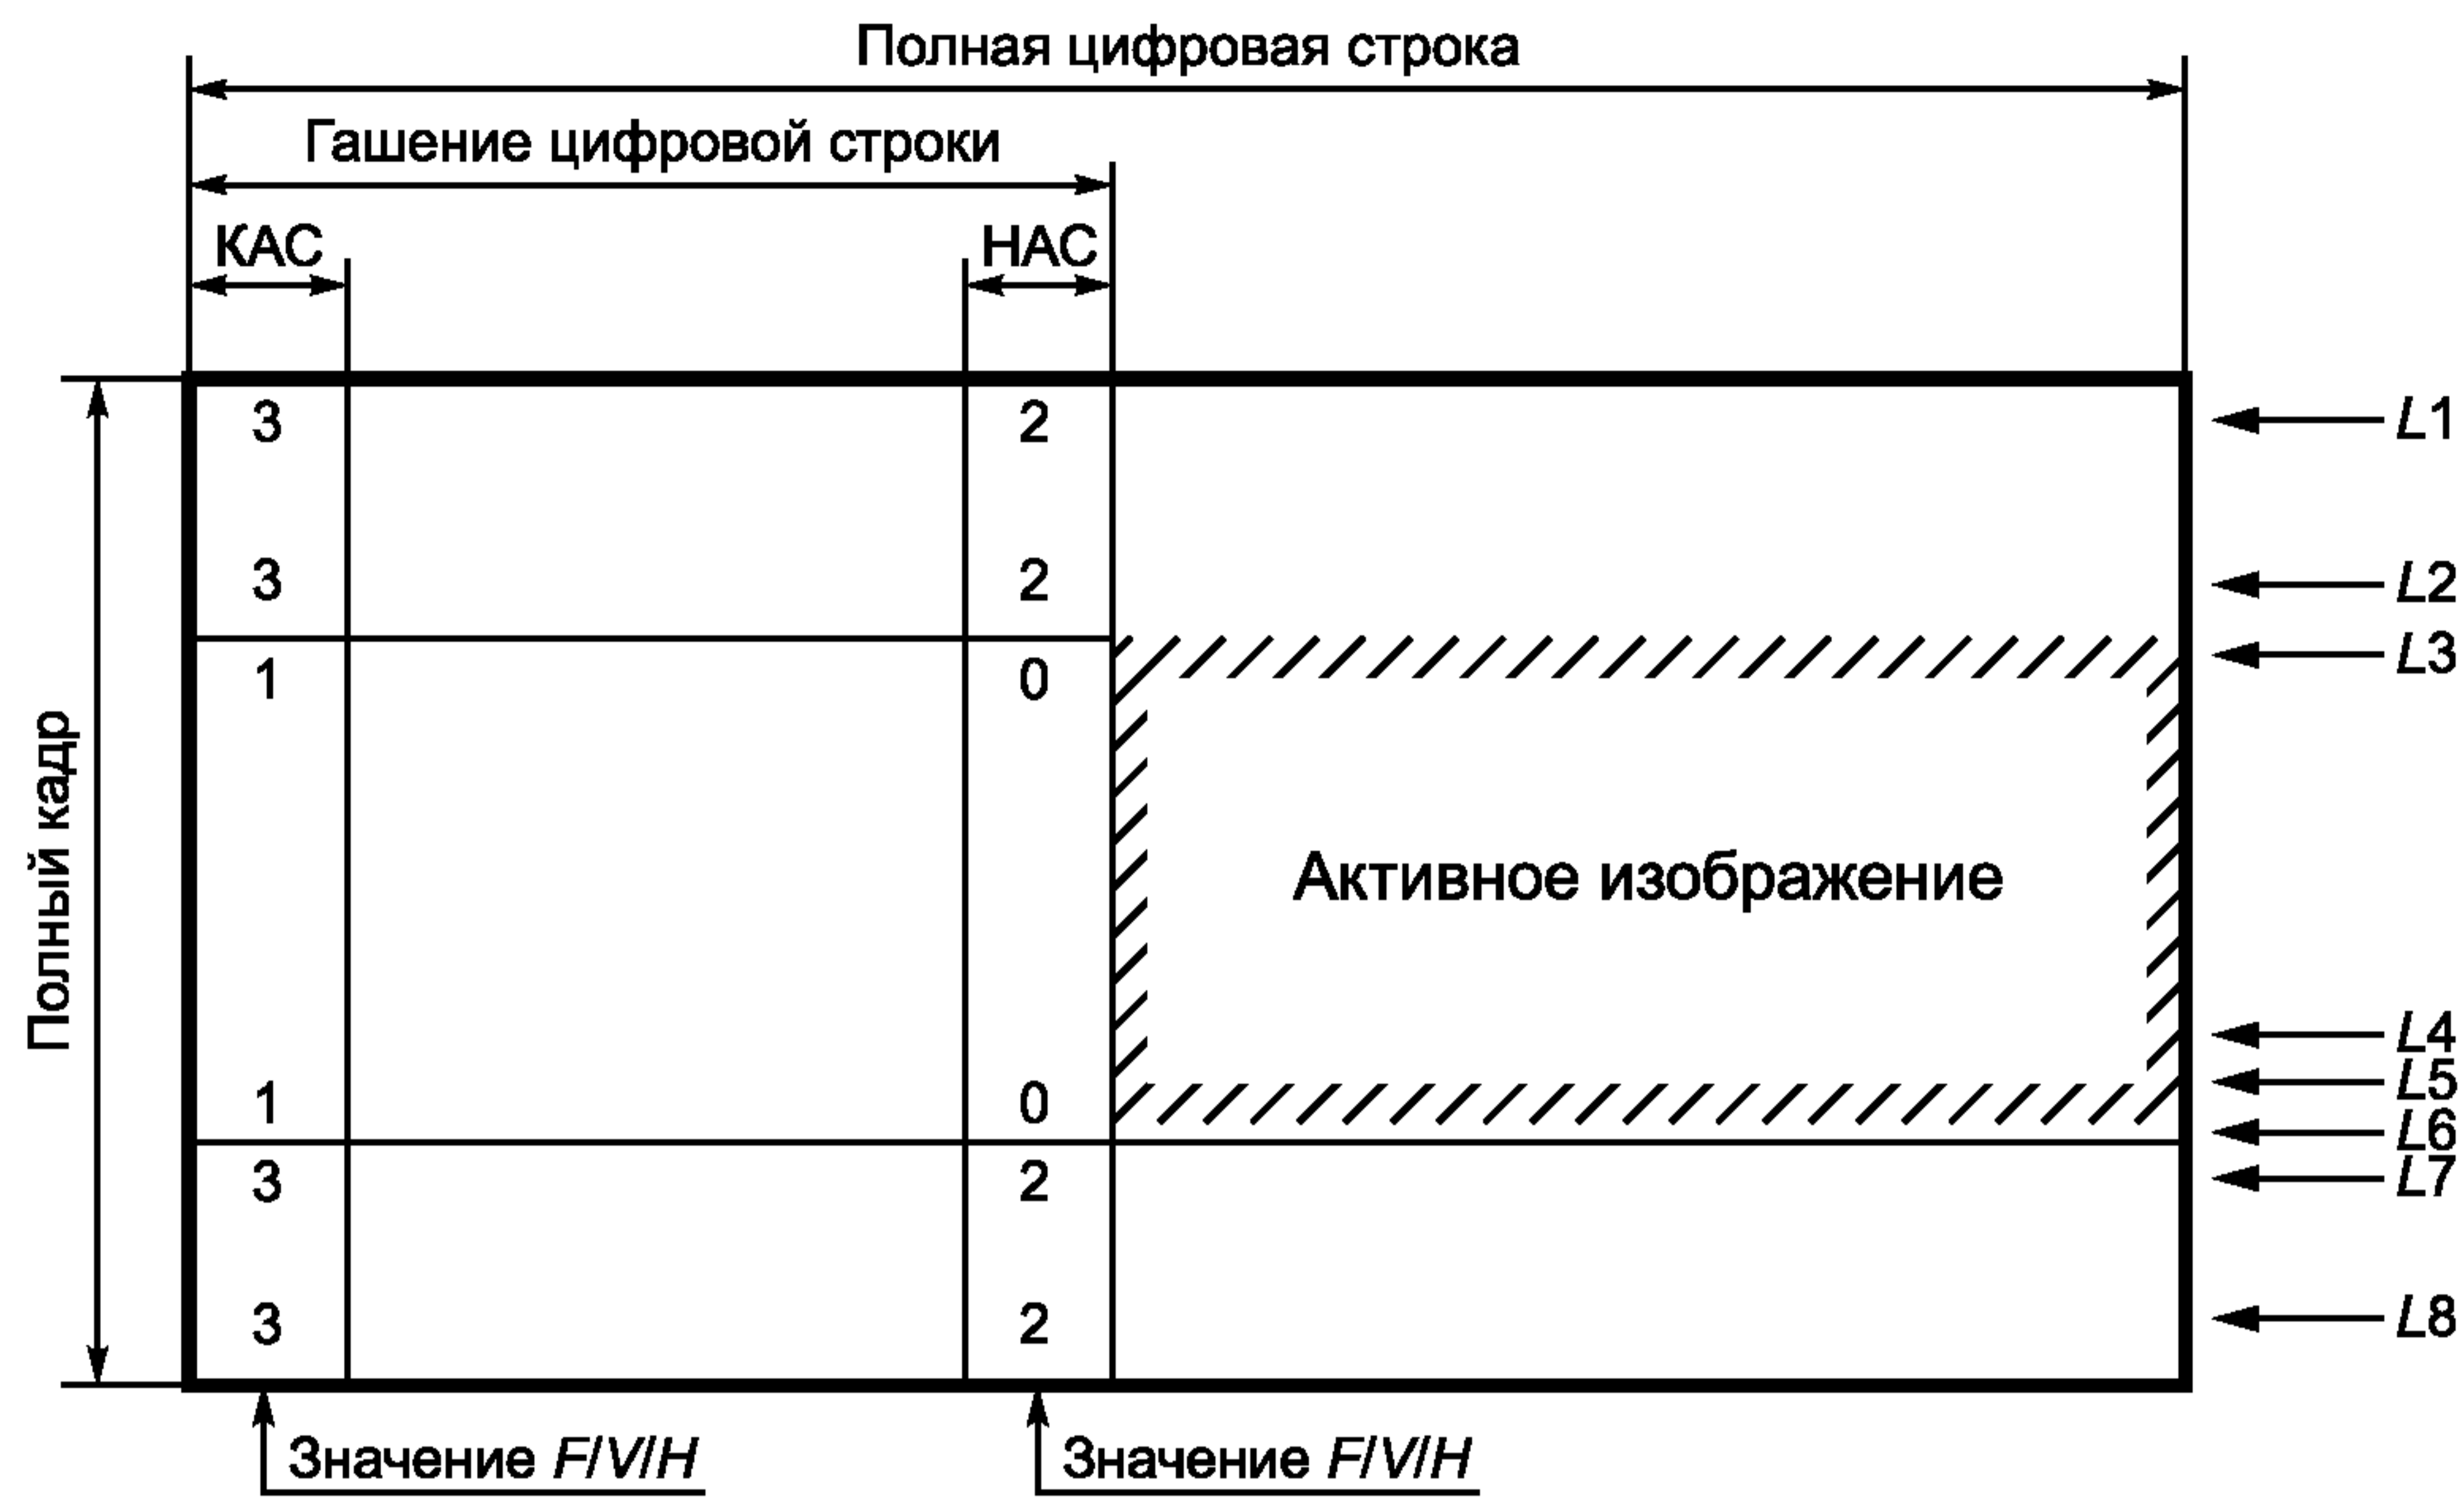 Полная цифровая строка
Гашение цифровой строки
КАС НАС
3 2 L1
3 2 L2
1 0 L3
Полный кадр
Активное изображение
L4
L5
1 0
L6
3 2 L7
3 2 L8
Значение F/V/H Значение F/V/H